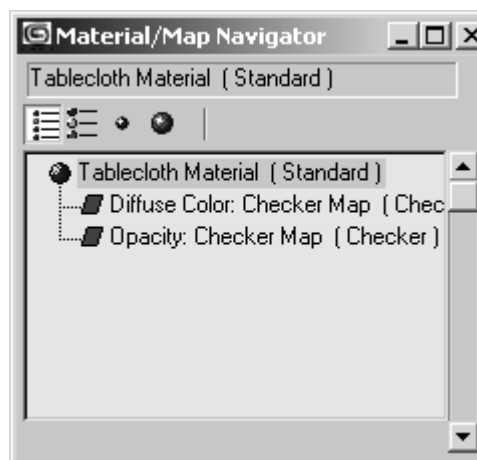 Material/Map Navigator
Tablecloth Material ( Standard )
Tablecloth Material ( Standard )
Diffuse Color: Checker Map ( Chec
Opacity: Checker Map ( Checker )